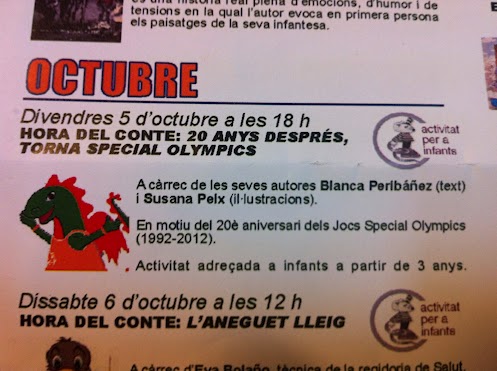 és una història real plena d'emocions, d'humor i de
tensions en la qual l'autor evoca en primera persona
els paisatges de la seva infantesa.
OCTUBRE
Divendres 5 d'octubre a les 18 h
HORA DEL CONTE: 20 ANYS DESPRÉS,
TORNA SPECIAL OLYMPICS
activitat
per a
infants
A càrrec de les seves autores Blanca Peribáñez (text)
i Susana Peix (il·lustracions).
En motiu del 20è aniversari dels Jocs Special Olympics
(1992-2012).
Activitat adreçada a infants a partir de 3 anys.
Dissabte 6 d'octubre a les 12 h
HORA DEL CONTE: L'ANEGUET LLEIG
activitat
per a
infants
A càrrec d'Eva Bolaño, tècnica de la regidoria de Salut.